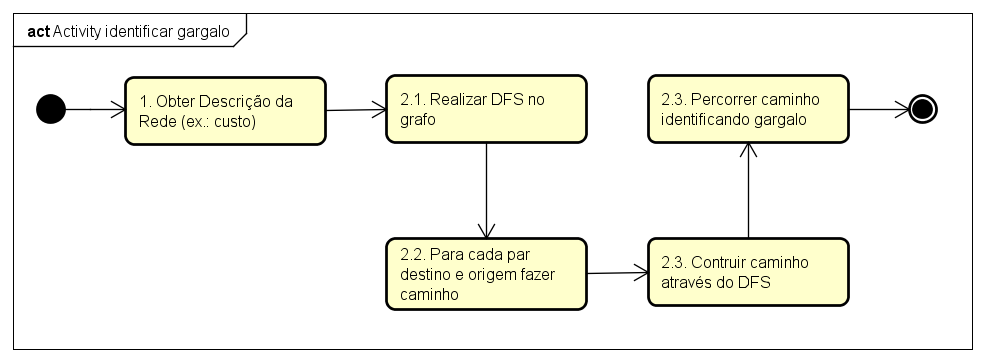 act Activity identificar gargalo
1. Obter Descrição da
Rede (ex.: custo)
2.1. Realizar DFS no
grafo
2.2. Para cada par
destino e origem fazer
caminho
2.3. Contruir caminho
através do DFS
2.3. Percorrer caminho
identificando gargalo